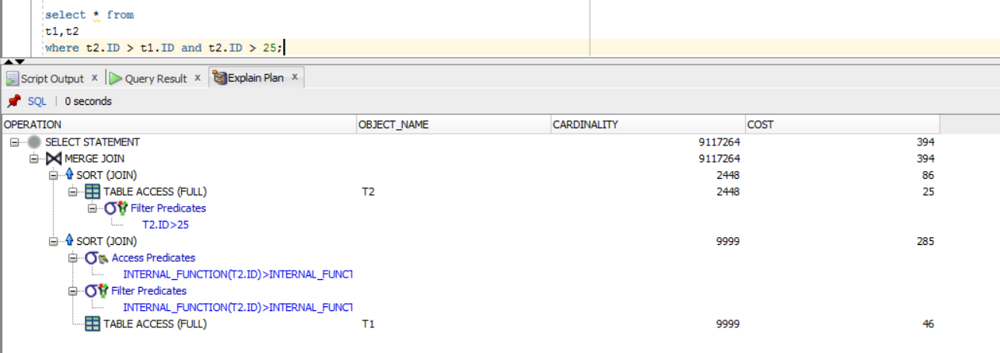 select * from
t1,t2
where t2.ID > t1.ID and t2.ID > 25;
Script Output x Query Result x Explain Plan x
SQL | 0 seconds
OPERATION OBJECT_NAME CARDINALITY COST
SELECT STATEMENT 9117264 394
MERGE JOIN 9117264 394
SORT (JOIN) 2448 86
TABLE ACCESS (FULL) T2 2448 25
Filter Predicates
T2.ID>25
SORT (JOIN) 9999 285
Access Predicates
INTERNAL_FUNCTION(T2.ID)>INTERNAL_FUNCT
Filter Predicates
INTERNAL_FUNCTION(T2.ID)>INTERNAL_FUNCT
TABLE ACCESS (FULL) T1 9999 46